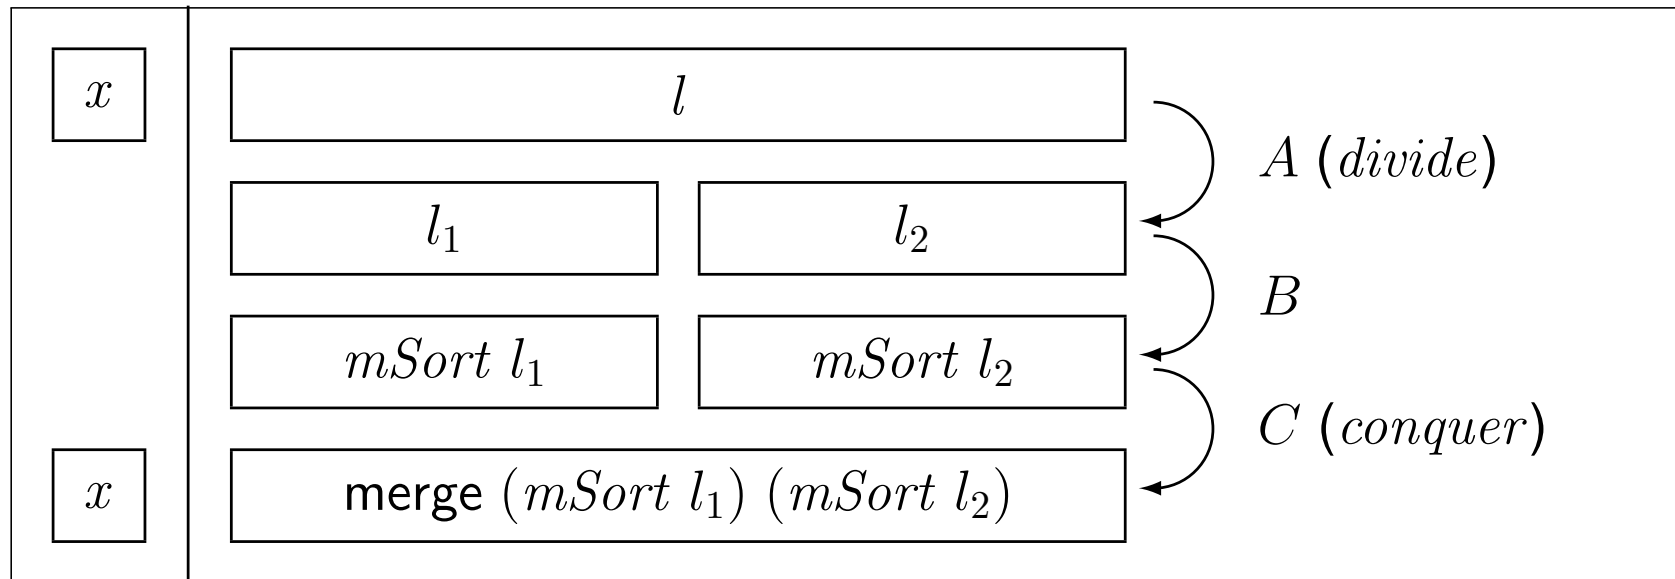 x l
A (divide)
l₁ l₂
B
mSort l₁ mSort l₂
C (conquer)
x merge (mSort l₁) (mSort l₂)